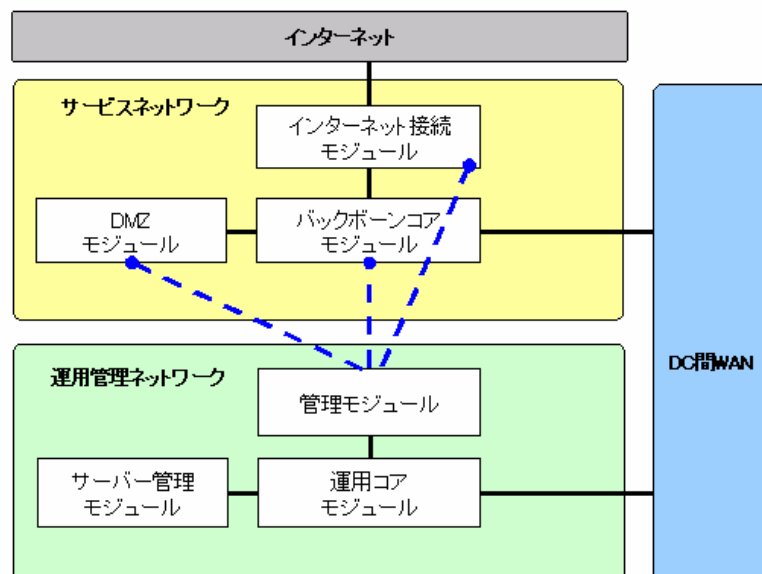 インターネット
サービスネットワーク
インターネット接続
モジュール
DMZ
モジュール
バックボーンコア
モジュール
DC間WAN
運用管理ネットワーク
管理モジュール
サーバー管理
モジュール
運用コア
モジュール